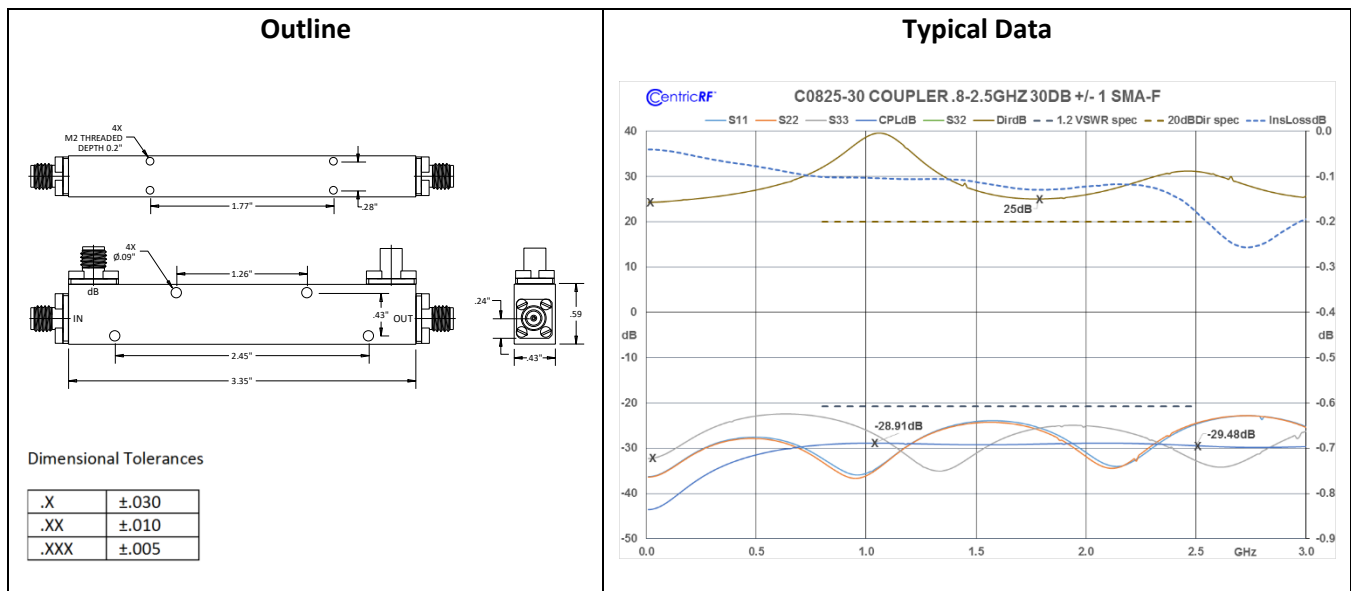 Outline
4X
M2 THREADED
DEPTH 0.2"
1.77"
.28"
4X
Ø.09"
1.26"
dB
IN
OUT
.43"
2.45"
3.35"
.24"
.59
.43"
Dimensional Tolerances
.X ±.030
.XX ±.010
.XXX ±.005
Typical Data
CentricRF™
C0825-30 COUPLER .8-2.5GHZ 30DB +/- 1 SMA-F
S11 S22 S33 CPLdB S32 DirdB 1.2 VSWR spec 20dBDir spec InsLossdB
40 0.0
30 -0.1
25dB
20 -0.2
10 -0.3
0 -0.4
dB dB
-10 -0.5
-20 -0.6
-28.91dB
-29.48dB
-30 -0.7
-40 -0.8
-50 -0.9
0.0 0.5 1.0 1.5 2.0 2.5 GHz 3.0